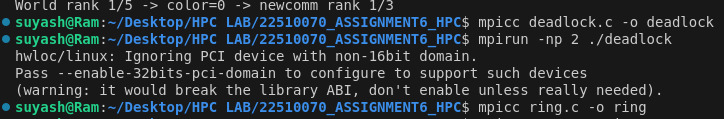 World rank 1/5 -> color=0 -> newcomm rank 1/3
suyash@Ram:~/Desktop/HPC LAB/22510070_ASSIGNMENT6_HPC$ mpicc deadlock.c -o deadlock
suyash@Ram:~/Desktop/HPC LAB/22510070_ASSIGNMENT6_HPC$ mpirun -np 2 ./deadlock
hwloc/linux: Ignoring PCI device with non-16bit domain.
Pass --enable-32bits-pci-domain to configure to support such devices
(warning: it would break the library ABI, don't enable unless really needed).
suyash@Ram:~/Desktop/HPC LAB/22510070_ASSIGNMENT6_HPC$ mpicc ring.c -o ring